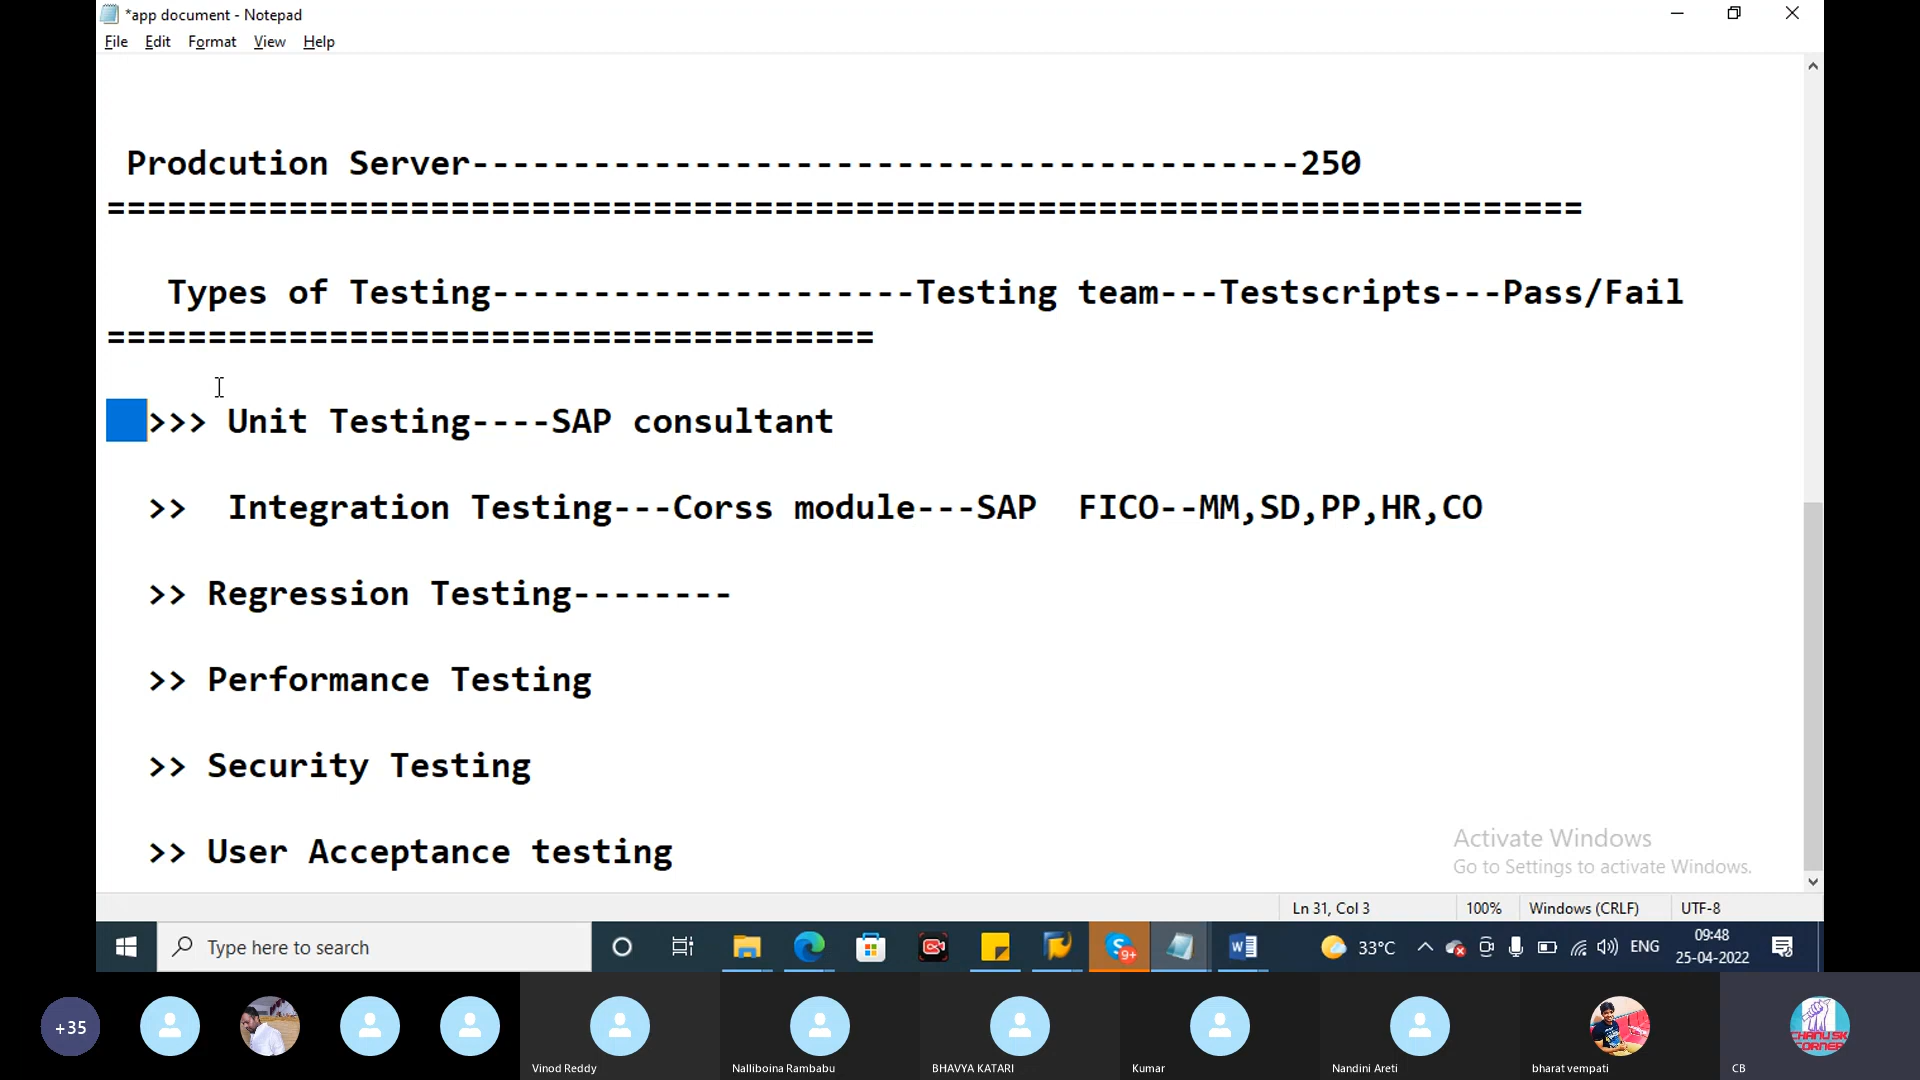 *app document - Notepad
File Edit Format View Help
Prodcution Server-----------------------------------------250
=========================================================================
Types of Testing---------------------Testing team---Testscripts---Pass/Fail
======================================
>>> Unit Testing----SAP consultant
>> Integration Testing---Corss module---SAP FICO--MM,SD,PP,HR,CO
>> Regression Testing--------
>> Performance Testing
>> Security Testing
>> User Acceptance testing
Activate Windows
Go to Settings to activate Windows.
Ln 31, Col 3 100% Windows (CRLF) UTF-8
Type here to search 9+ 33°C ENG 09:48
25-04-2022
+35
Vinod Reddy Nalliboina Rambabu BHAVYA KATARI Kumar Nandini Areti bharat vempati CB
CHANU SK
CORNER